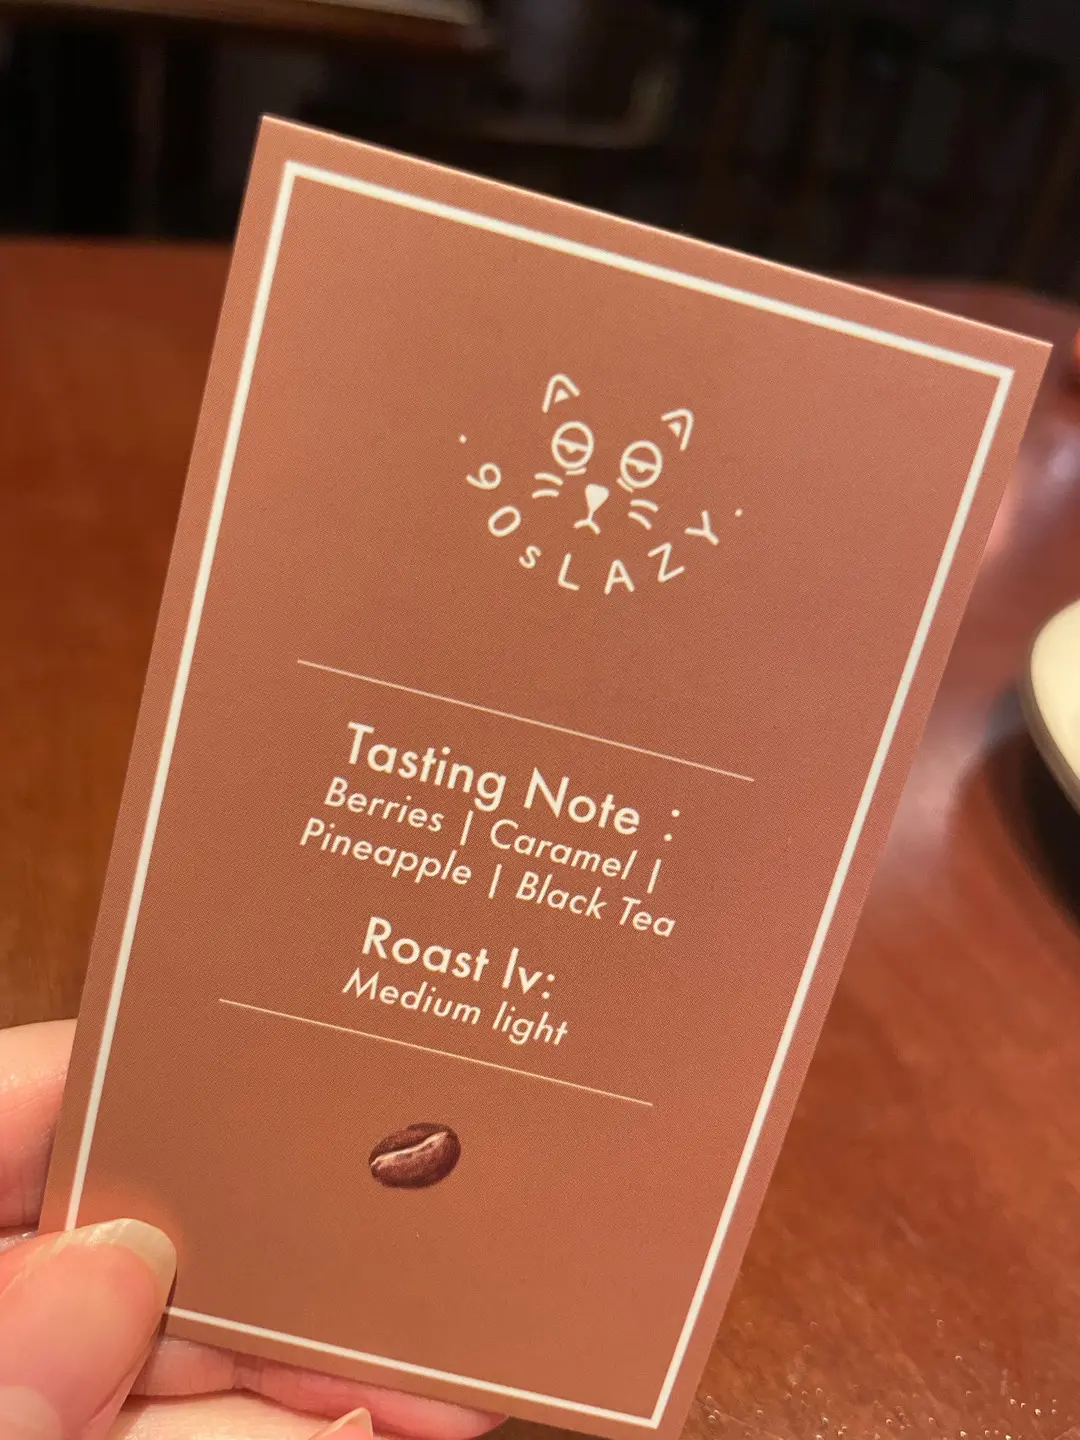 ·90sLAZY·
Tasting Note :
Berries | Caramel |
Pineapple | Black Tea
Roast lv:
Medium light